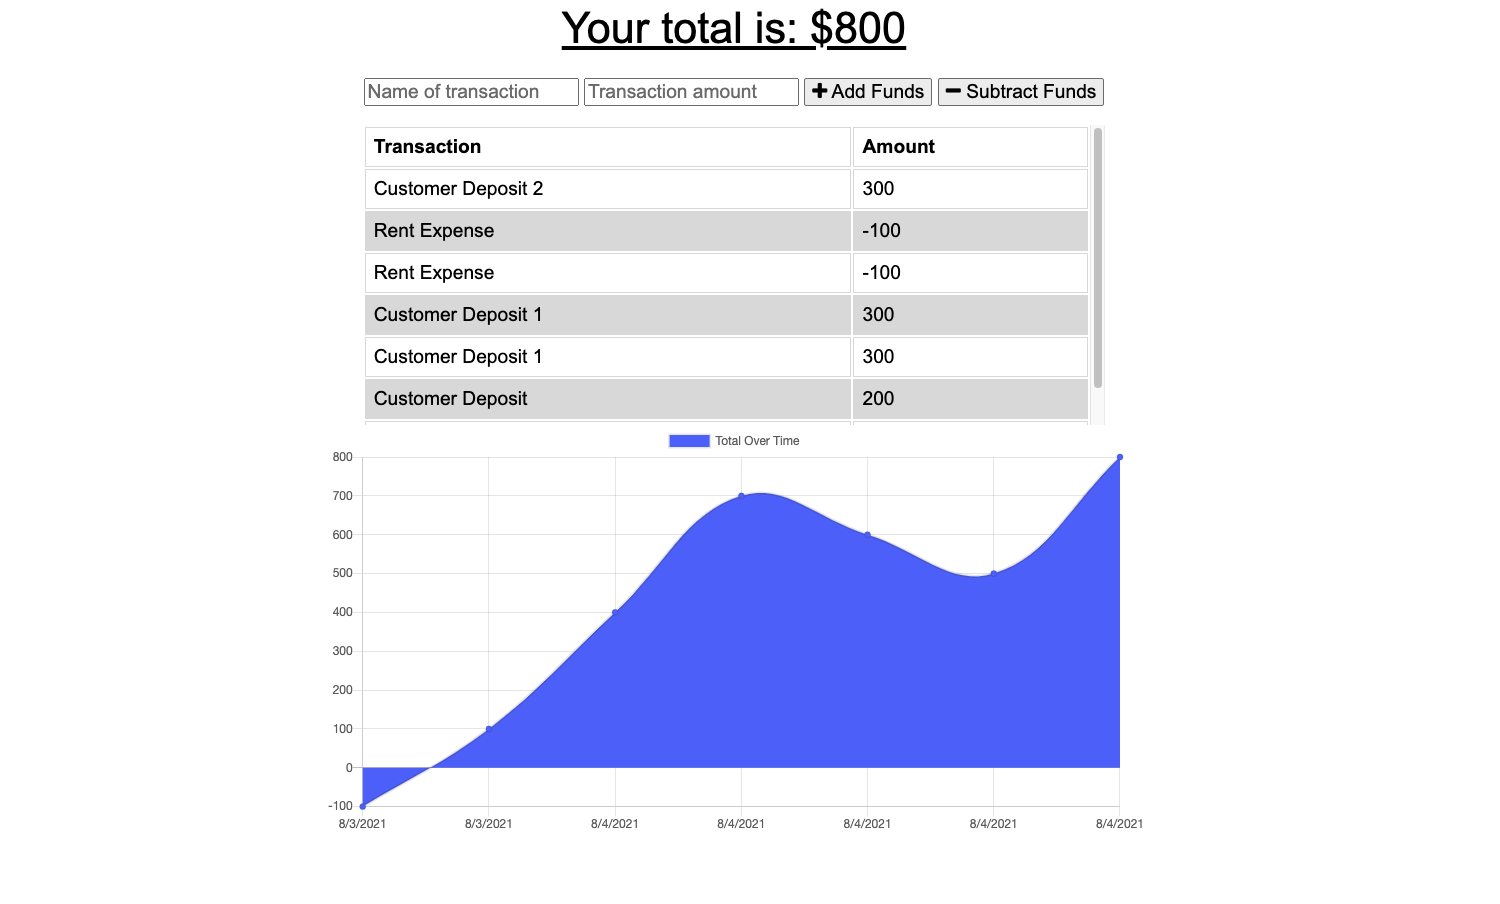 Your total is: $800
Name of transaction Transaction amount Add Funds Subtract Funds
Transaction Amount
Customer Deposit 2 300
Rent Expense -100
Rent Expense -100
Customer Deposit 1 300
Customer Deposit 1 300
Customer Deposit 200
Total Over Time
800
700
600
500
400
300
200
100
0
-100
8/3/2021 8/3/2021 8/4/2021 8/4/2021 8/4/2021 8/4/2021 8/4/2021